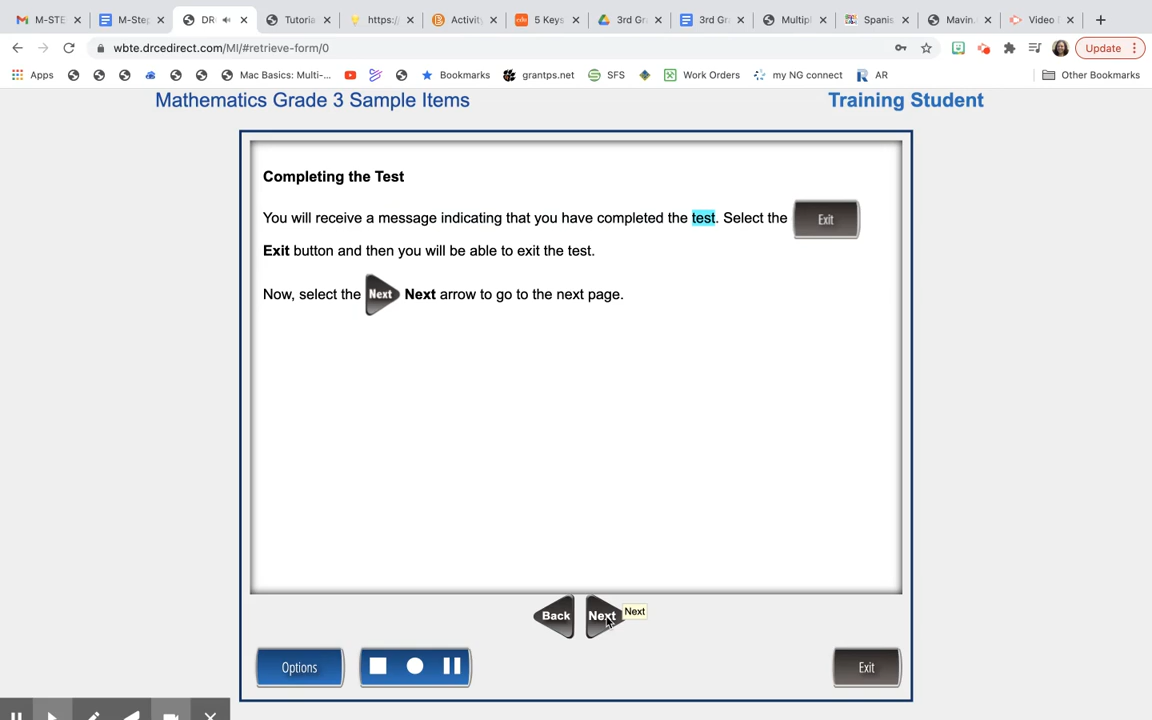 M-STE
M-Step
DR
Tutoria
https:/
Activity
5 Keys
3rd Gr
3rd Gr
Multipl
Spanis
Mavin.
Video
wbte.drcedirect.com/MI/#retrieve-form/0
Update
Apps
Mac Basics: Multi-...
Bookmarks
grantps.net
SFS
Work Orders
my NG connect
AR
Other Bookmarks
Mathematics Grade 3 Sample Items
Training Student
Completing the Test
You will receive a message indicating that you have completed the test. Select the Exit
Exit button and then you will be able to exit the test.
Now, select the Next Next arrow to go to the next page.
Back
Next
Next
Options
Exit